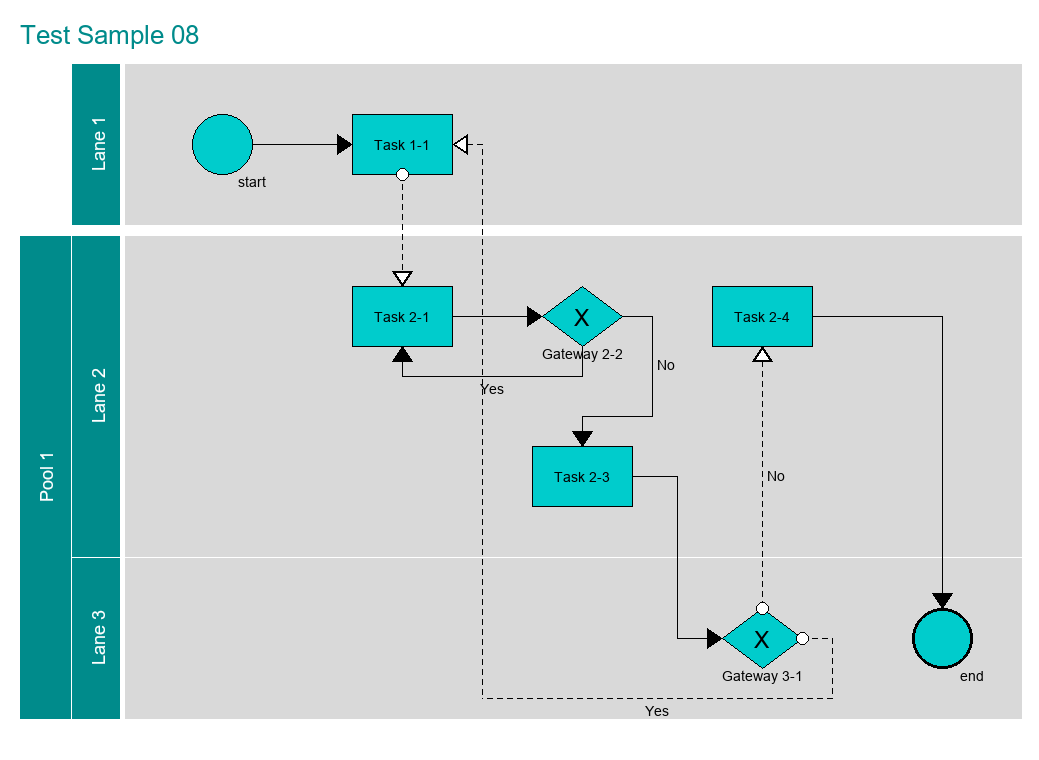 Test Sample 08
Lane 1
start
Task 1-1
Pool 1
Lane 2
Task 2-1
X
Gateway 2-2
Yes
No
Task 2-3
Task 2-4
No
Lane 3
X
Gateway 3-1
Yes
end